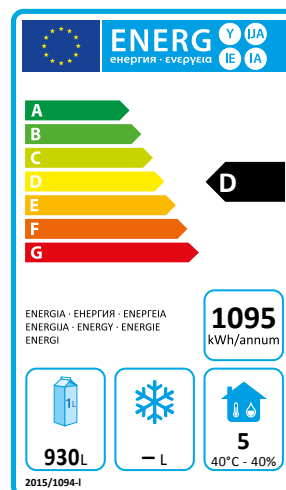 ENERG
Y IJA
IE IA
енергия · ενεργεια
A
B
C
D
E
F
G
D
ENERGIA · ЕНЕРГИЯ · ΕΝΕΡΓΕΙΑ
ENERGIJA · ENERGY · ENERGIE
ENERGI
1095
kWh/annum
1L
930L
– L
5
40°C - 40%
2015/1094-I